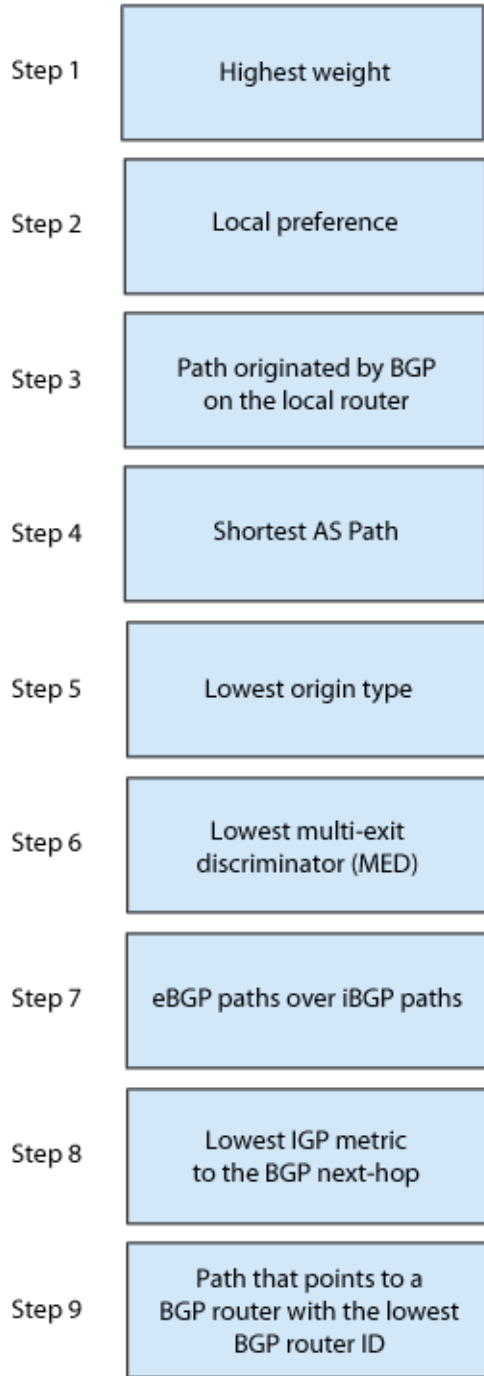 Step 1
Highest weight
Step 2
Local preference
Step 3
Path originated by BGP
on the local router
Step 4
Shortest AS Path
Step 5
Lowest origin type
Step 6
Lowest multi-exit
discriminator (MED)
Step 7
eBGP paths over iBGP paths
Step 8
Lowest IGP metric
to the BGP next-hop
Step 9
Path that points to a
BGP router with the lowest
BGP router ID